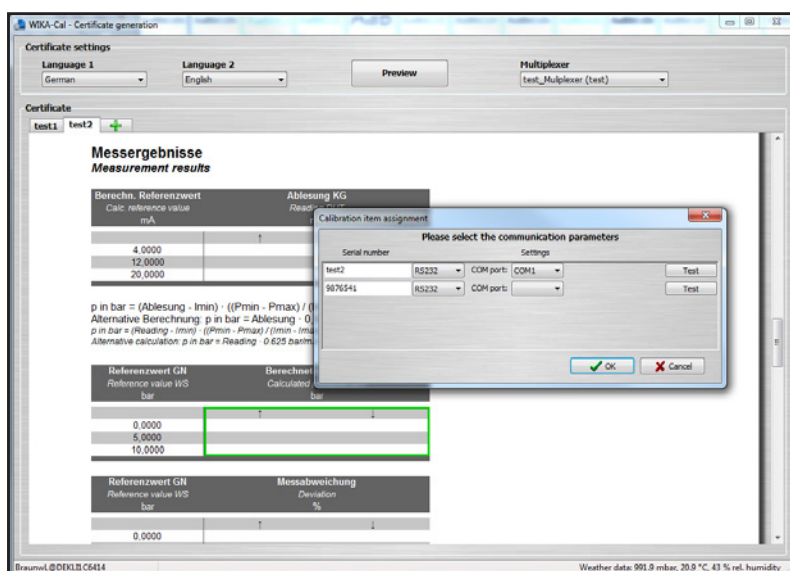 WIKA-Cal - Certificate generation
Certificate settings
Language 1
Language 2
Multiplexer
German
English
Preview
test_Mulplexer (test)
Certificate
test1
test2
Messergebnisse
Measurement results
Berechn. Referenzwert
Ablesung KG
Calc. reference value
mA
↑
4,0000
12,0000
20,0000
Calibration item assignment
Please select the communication parameters
Serial number
Settings
test2
RS232
COM port:
COM1
Test
9876541
RS232
COM port:
Test
OK
Cancel
p in bar = (Ablesung - Imin) · ((Pmin - Pmax) /
Alternative Berechnung: p in bar = Ablesung · 0,
p in bar = (Reading - Imin) · ((Pmin - Pmax) / (Imin -
Alternative calculation: p in bar = Reading · 0.625
Referenzwert GN
Reference value WS
Calculated
bar
bar
↑ ↓
0,0000
5,0000
10,0000
Referenzwert GN
Messabweichung
Reference value WS
Deviation
bar
%
↑ ↓
0,0000
Weather data: 991.9 mbar, 20.9 °C, 43 % rel. humidity